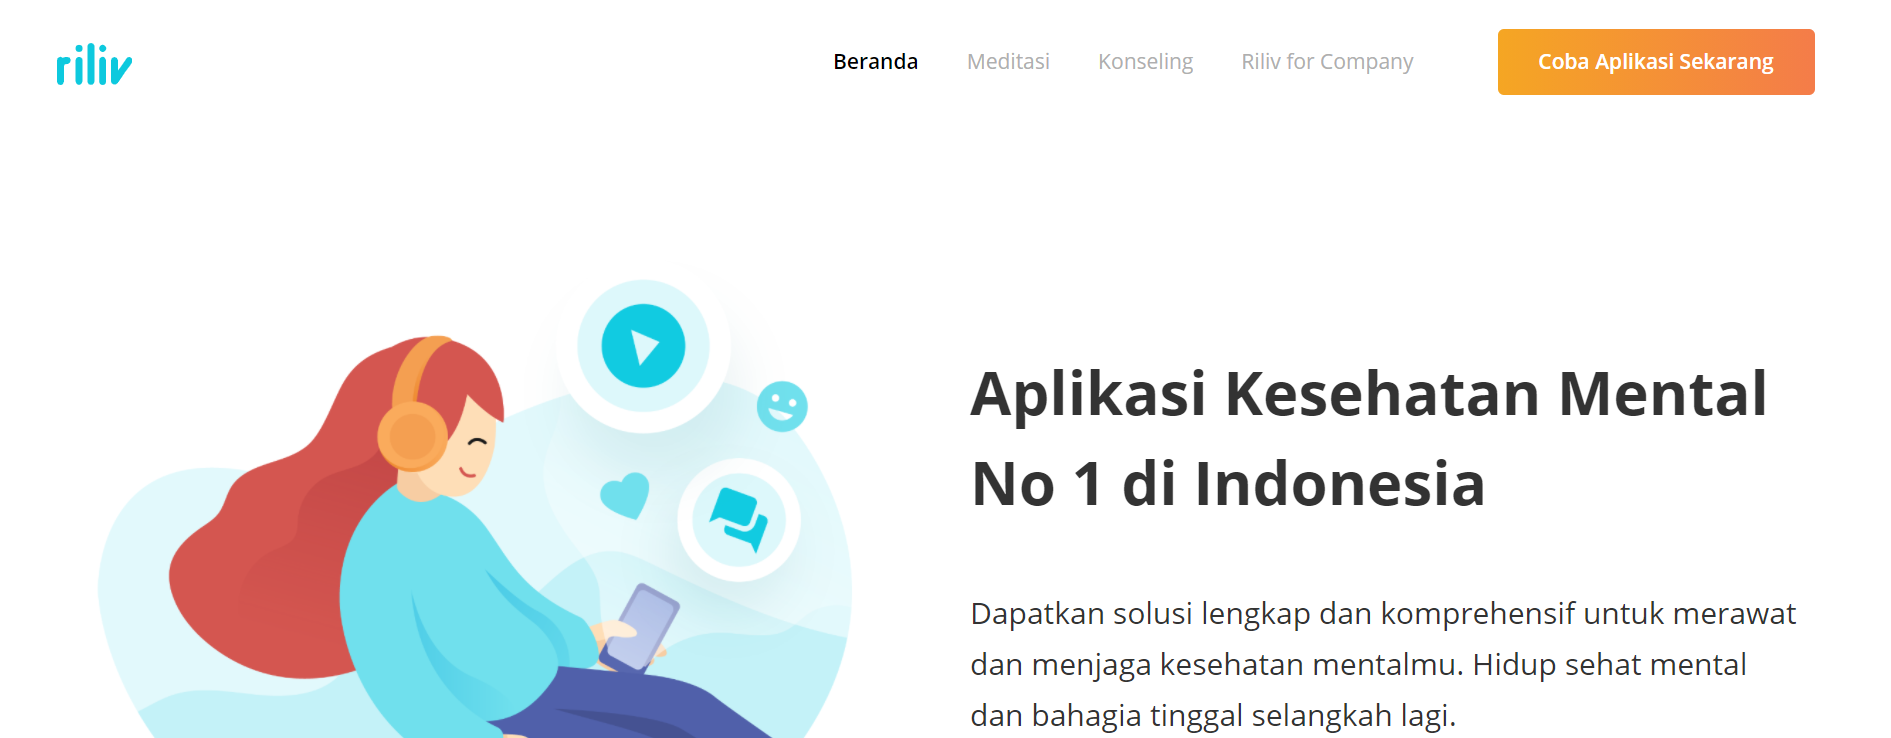 riliv
Beranda Meditasi Konseling Riliv for Company Coba Aplikasi Sekarang
Aplikasi Kesehatan Mental
No 1 di Indonesia
Dapatkan solusi lengkap dan komprehensif untuk merawat
dan menjaga kesehatan mentalmu. Hidup sehat mental
dan bahagia tinggal selangkah lagi.